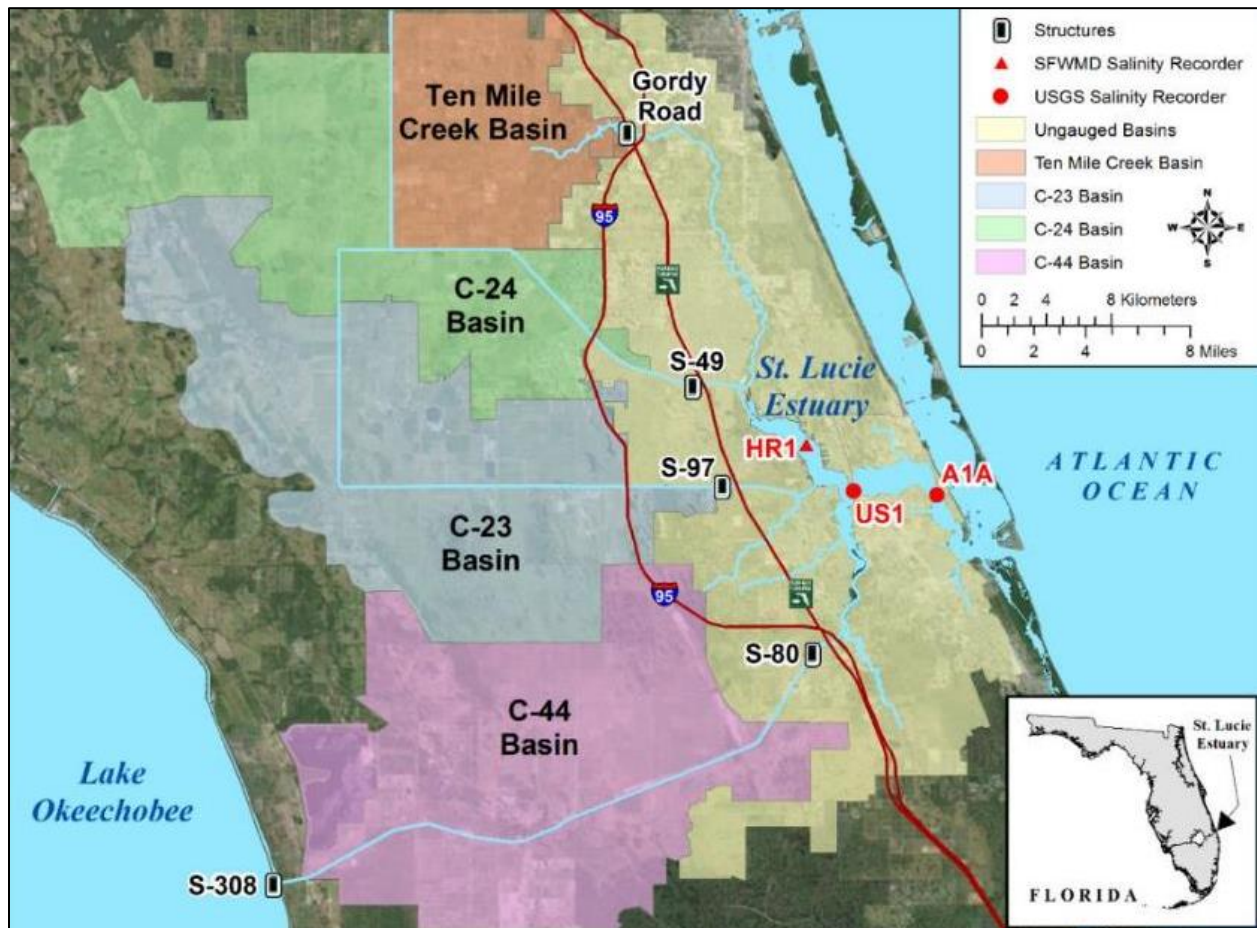 Structures
SFWMD Salinity Recorder
USGS Salinity Recorder
Ungauged Basins
Ten Mile Creek Basin
C-23 Basin
C-24 Basin
C-44 Basin
N
W
E
S
0 2 4 8 Kilometers
0 2 4 8 Miles
Ten Mile
Creek Basin
Gordy
Road
95
C-24
Basin
S-49
St. Lucie
Estuary
HR1
S-97
A1A
US1
ATLANTIC
OCEAN
C-23
Basin
95
S-80
C-44
Basin
Lake
Okeechobee
S-308
St. Lucie
Estuary
FLORIDA